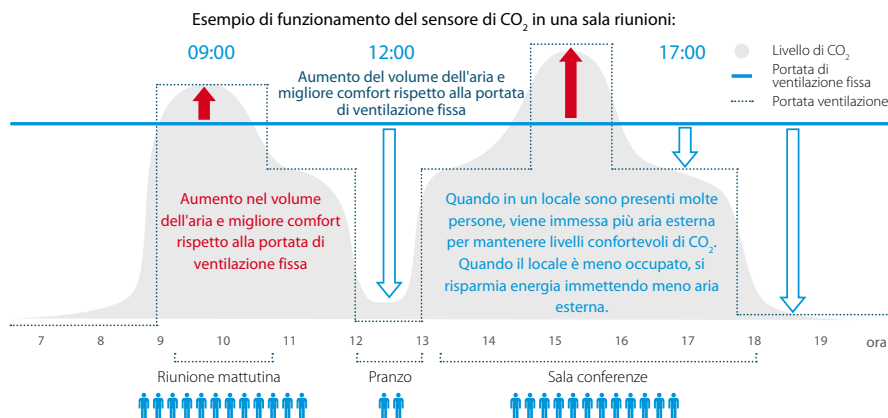 Esempio di funzionamento del sensore di CO₂ in una sala riunioni:
09:00
12:00
15:00
17:00
Aumento del volume dell'aria e
migliore comfort rispetto alla portata
di ventilazione fissa
Livello di CO₂
Portata di
ventilazione fissa
Portata ventilazione
Aumento nel volume
dell'aria e migliore comfort
rispetto alla portata di
ventilazione fissa
Quando in un locale sono presenti molte
persone, viene immessa più aria esterna
per mantenere livelli confortevoli di CO₂.
Quando il locale è meno occupato, si
risparmia energia immettendo meno aria
esterna.
7 8 9 10 11 12 13 14 15 16 17 18 19 ora
Riunione mattutina
Pranzo
Sala conferenze